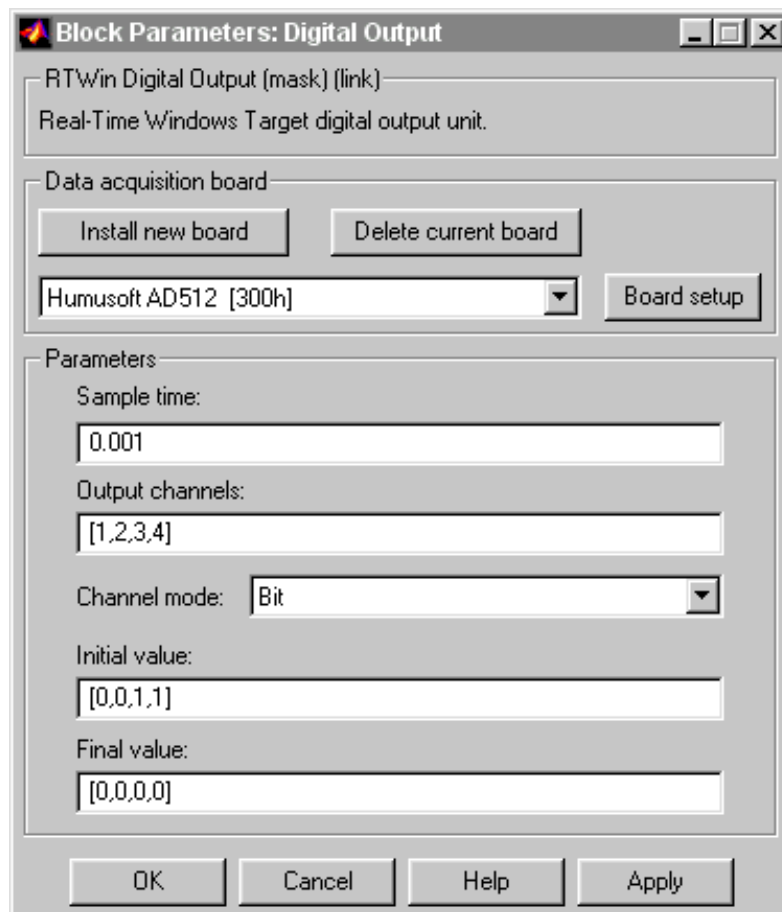 Block Parameters: Digital Output
RTWin Digital Output (mask) (link)
Real-Time Windows Target digital output unit.
Data acquisition board
Install new board Delete current board
Humusoft AD512 [300h] Board setup
Parameters
Sample time:
0.001
Output channels:
[1,2,3,4]
Channel mode: Bit
Initial value:
[0,0,1,1]
Final value:
[0,0,0,0]
OK Cancel Help Apply